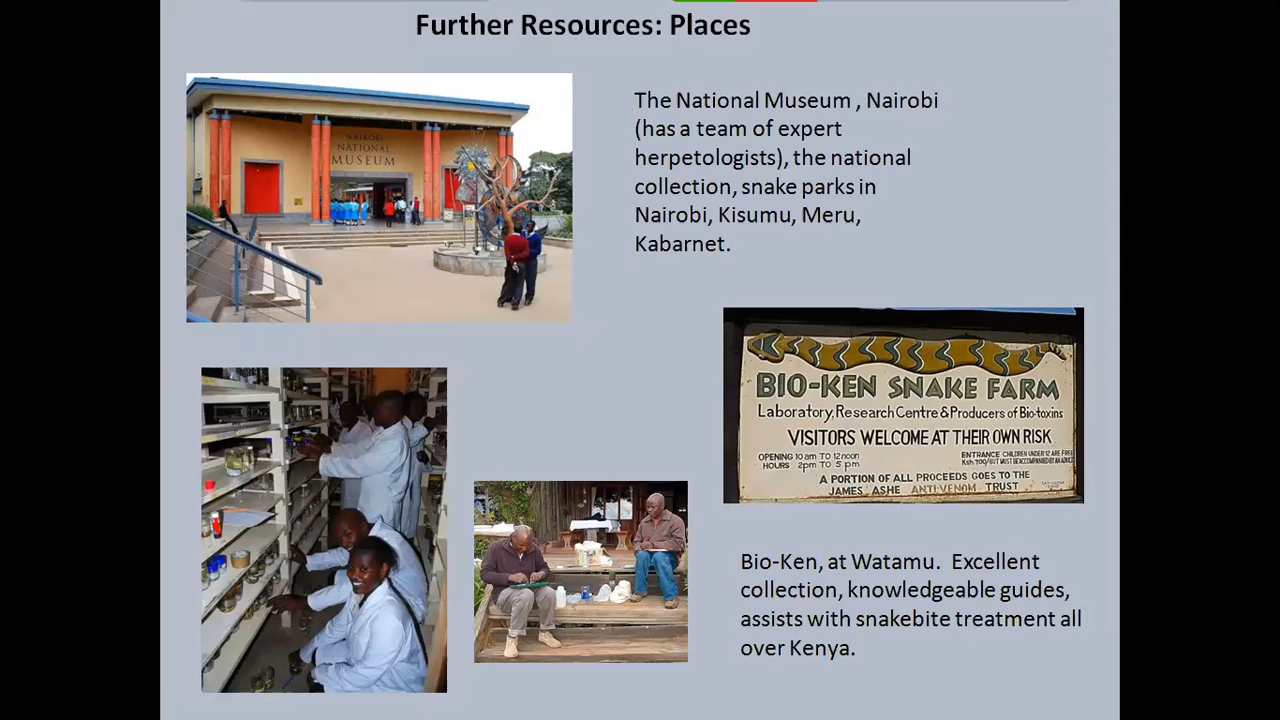 Further Resources: Places
NAIROBI
NATIONAL
MUSEUM
The National Museum , Nairobi
(has a team of expert
herpetologists), the national
collection, snake parks in
Nairobi, Kisumu, Meru,
Kabarnet.
BIO-KEN SNAKE FARM
Laboratory, Research Centre & Producers of Bio-toxins
VISITORS WELCOME AT THEIR OWN RISK
OPENING 10 am TO 12 noon
HOURS 2pm TO 5 pm
ENTRANCE CHILDREN UNDER 12 ARE FREE
Ksh 700/ BUT MUST BE ACCOMPANIED BY AN ADULT
A PORTION OF ALL PROCEEDS GOES TO THE
JAMES ASHE ANTI-VENOM TRUST
Bio-Ken, at Watamu.  Excellent
collection, knowledgeable guides,
assists with snakebite treatment all
over Kenya.